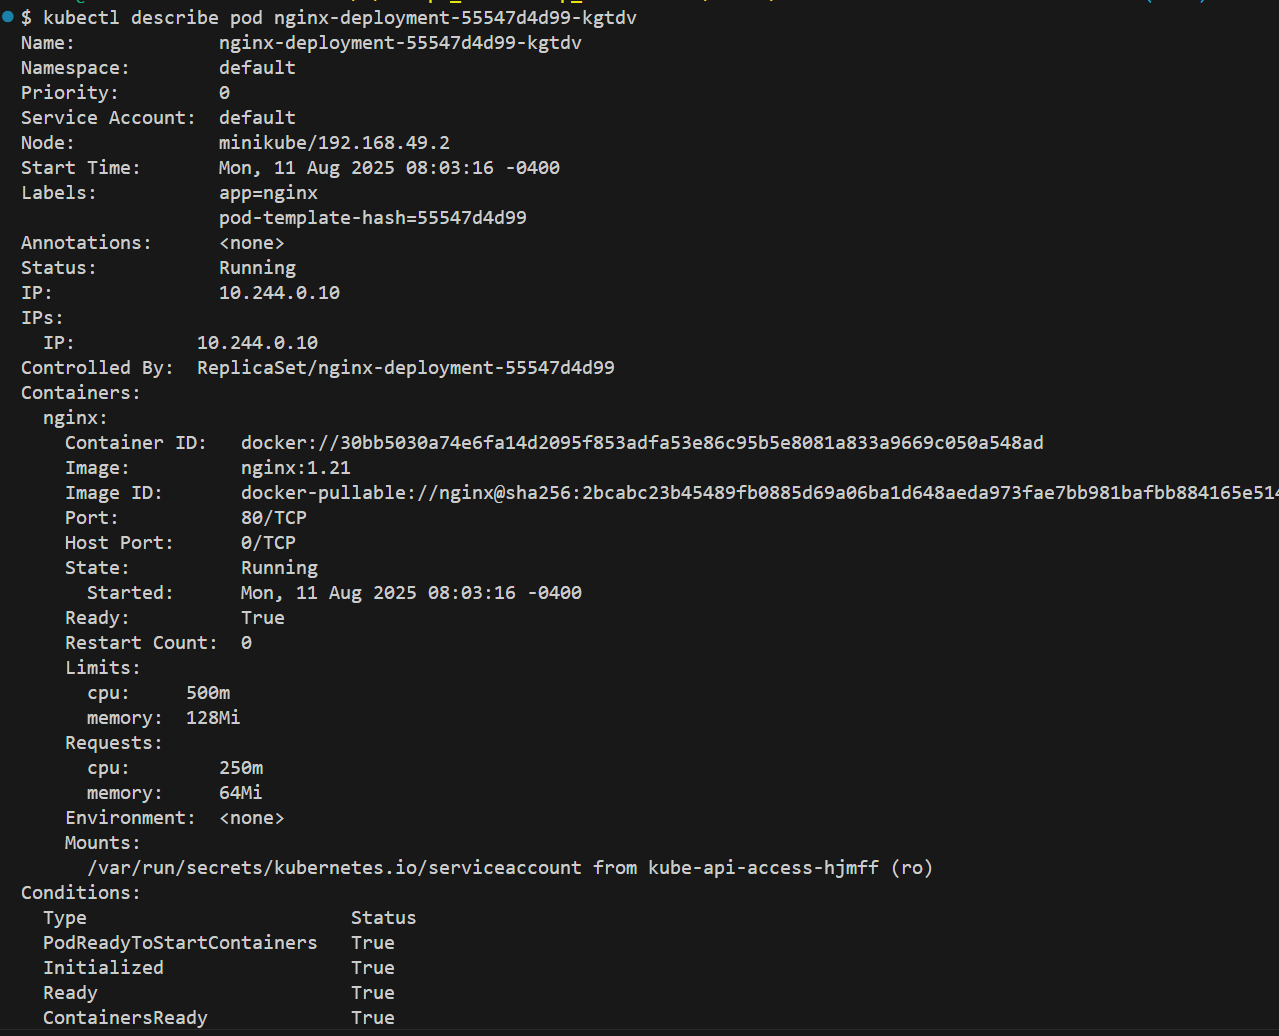 $ kubectl describe pod nginx-deployment-55547d4d99-kgtdv
Name:             nginx-deployment-55547d4d99-kgtdv
Namespace:        default
Priority:         0
Service Account:  default
Node:             minikube/192.168.49.2
Start Time:       Mon, 11 Aug 2025 08:03:16 -0400
Labels:           app=nginx
                  pod-template-hash=55547d4d99
Annotations:      <none>
Status:           Running
IP:               10.244.0.10
IPs:
  IP:           10.244.0.10
Controlled By:  ReplicaSet/nginx-deployment-55547d4d99
Containers:
  nginx:
    Container ID:   docker://30bb5030a74e6fa14d2095f853adfa53e86c95b5e8081a833a9669c050a548ad
    Image:          nginx:1.21
    Image ID:       docker-pullable://nginx@sha256:2bcabc23b45489fb0885d69a06ba1d648aeda973fae7bb981bafbb884165e514
    Port:           80/TCP
    Host Port:      0/TCP
    State:          Running
      Started:      Mon, 11 Aug 2025 08:03:16 -0400
    Ready:          True
    Restart Count:  0
    Limits:
      cpu:     500m
      memory:  128Mi
    Requests:
      cpu:        250m
      memory:     64Mi
    Environment:  <none>
    Mounts:
      /var/run/secrets/kubernetes.io/serviceaccount from kube-api-access-hjmff (ro)
Conditions:
  Type                        Status
  PodReadyToStartContainers   True
  Initialized                 True
  Ready                       True
  ContainersReady             True